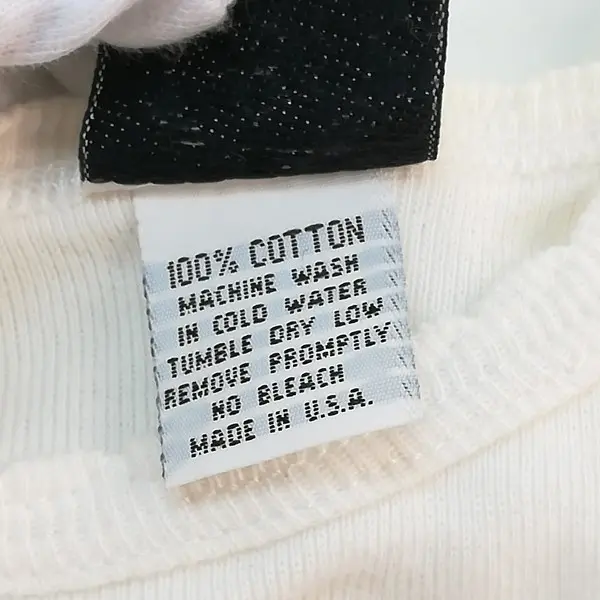 100% COTTON
MACHINE WASH
IN COLD WATER
TUMBLE DRY LOW
REMOVE PROMPTLY
NO BLEACH
MADE IN U.S.A.